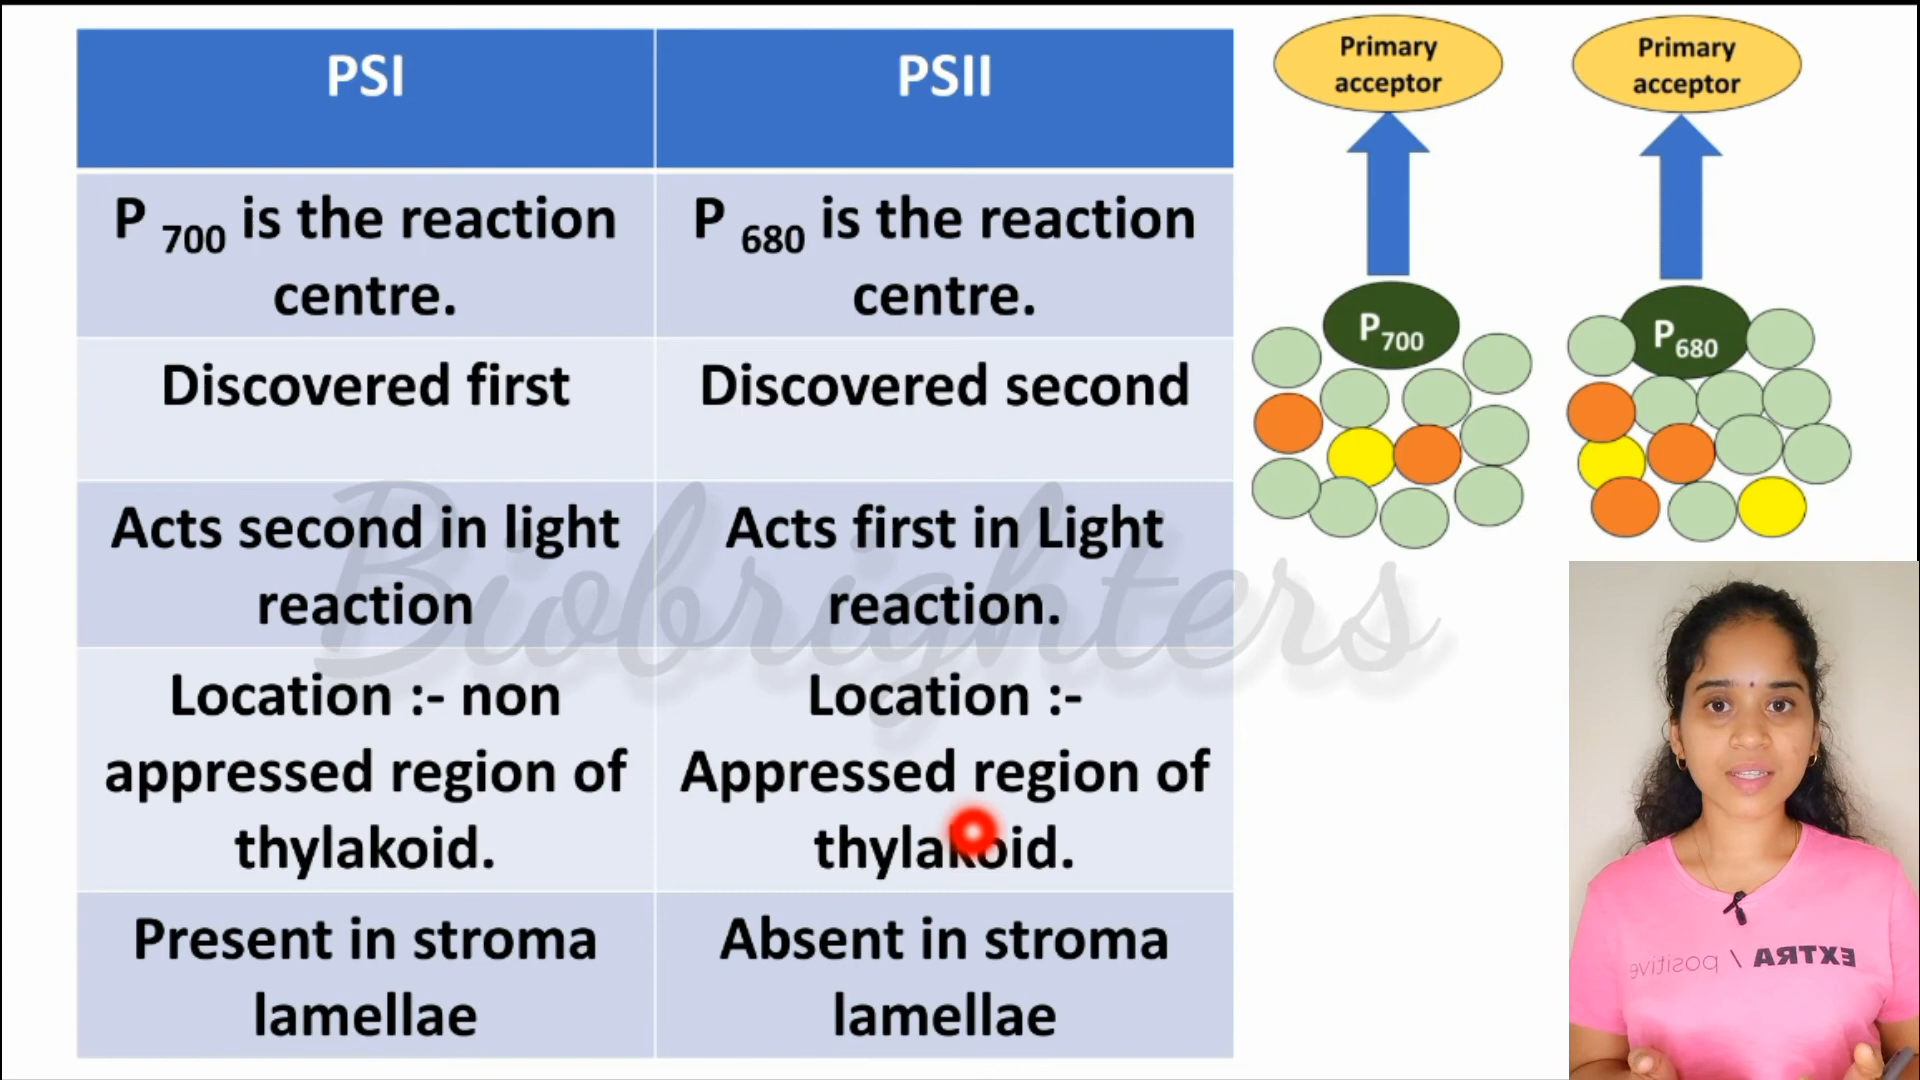 PSI
PSII
P 700 is the reaction
centre.
P 680 is the reaction
centre.
Discovered first
Discovered second
Acts second in light
reaction
Acts first in Light
reaction.
Location :- non
appressed region of
thylakoid.
Location :-
Appressed region of
thylakoid.
Present in stroma
lamellae
Absent in stroma
lamellae
Primary
acceptor
Primary
acceptor
P700
P680
Biobrighters
EXTRA / positive